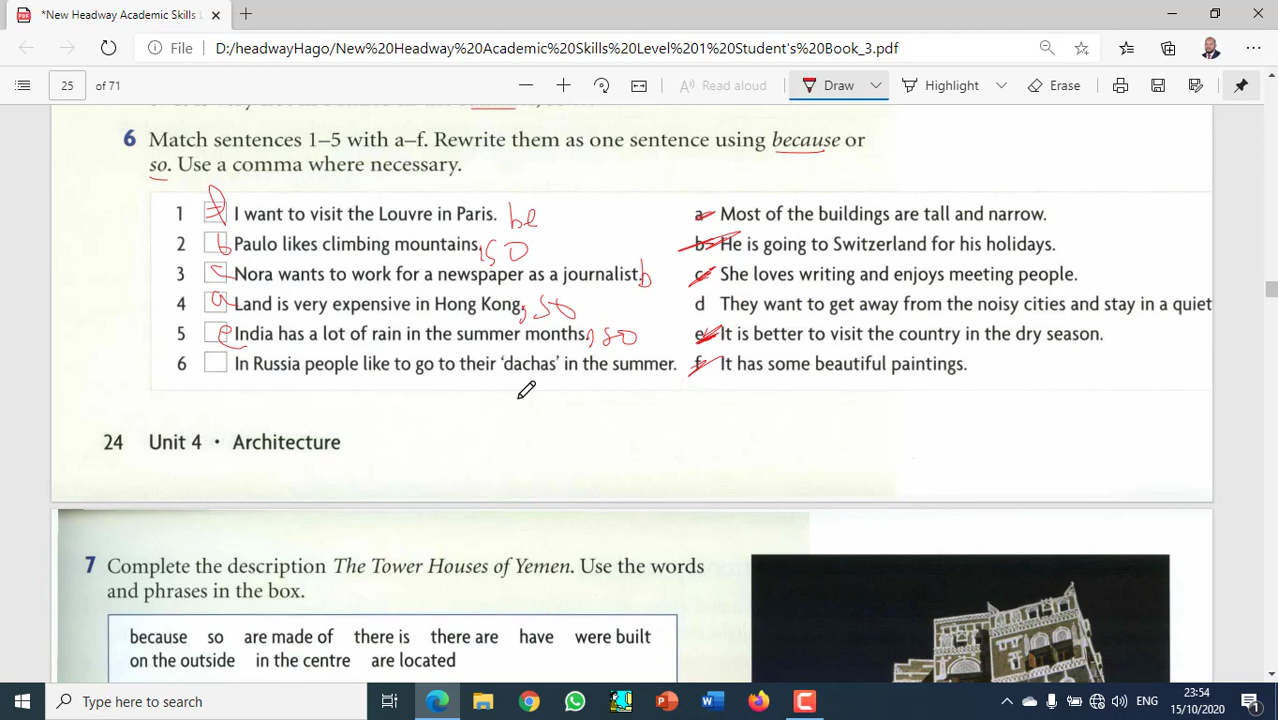 *New Headway Academic Skills L
File D:/headwayHago/New%20Headway%20Academic%20Skills%20Level%201%20Student's%20Book_3.pdf
25 of 71 Read aloud Draw Highlight Erase
6 Match sentences 1–5 with a–f. Rewrite them as one sentence using because or
so. Use a comma where necessary.
1 f I want to visit the Louvre in Paris. be a Most of the buildings are tall and narrow.
2 b Paulo likes climbing mountains. , so b He is going to Switzerland for his holidays.
3 c Nora wants to work for a newspaper as a journalist. b c She loves writing and enjoys meeting people.
4 a Land is very expensive in Hong Kong. , so d They want to get away from the noisy cities and stay in a quiet
5 e India has a lot of rain in the summer months. , so e It is better to visit the country in the dry season.
6 In Russia people like to go to their ‘dachas’ in the summer. f It has some beautiful paintings.
24 Unit 4 • Architecture
7 Complete the description The Tower Houses of Yemen. Use the words
and phrases in the box.
because so are made of there is there are have were built
on the outside in the centre are located
Type here to search
ENG
23:54
15/10/2020